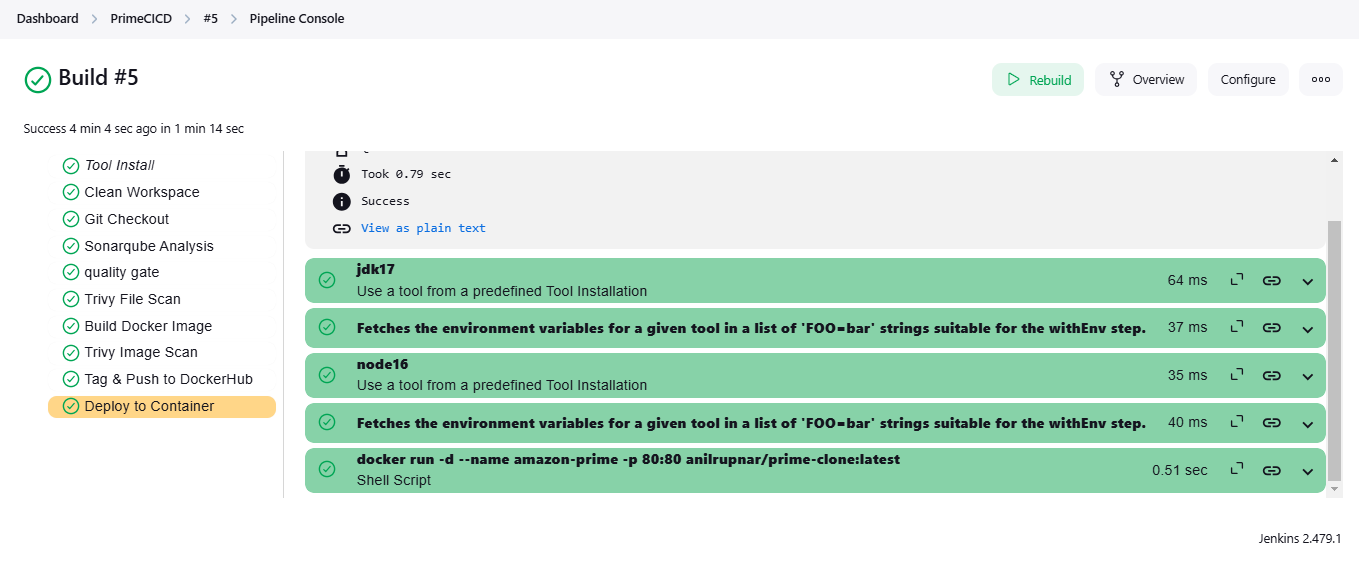 Dashboard > PrimeCICD > #5 > Pipeline Console
Build #5
Rebuild
Overview
Configure
Success 4 min 4 sec ago in 1 min 14 sec
Tool Install
Clean Workspace
Git Checkout
Sonarqube Analysis
quality gate
Trivy File Scan
Build Docker Image
Trivy Image Scan
Tag & Push to DockerHub
Deploy to Container
Took 0.79 sec
Success
View as plain text
jdk17
Use a tool from a predefined Tool Installation
64 ms
Fetches the environment variables for a given tool in a list of 'FOO=bar' strings suitable for the withEnv step.
37 ms
node16
Use a tool from a predefined Tool Installation
35 ms
Fetches the environment variables for a given tool in a list of 'FOO=bar' strings suitable for the withEnv step.
40 ms
docker run -d --name amazon-prime -p 80:80 anilrupnar/prime-clone:latest
Shell Script
0.51 sec
Jenkins 2.479.1